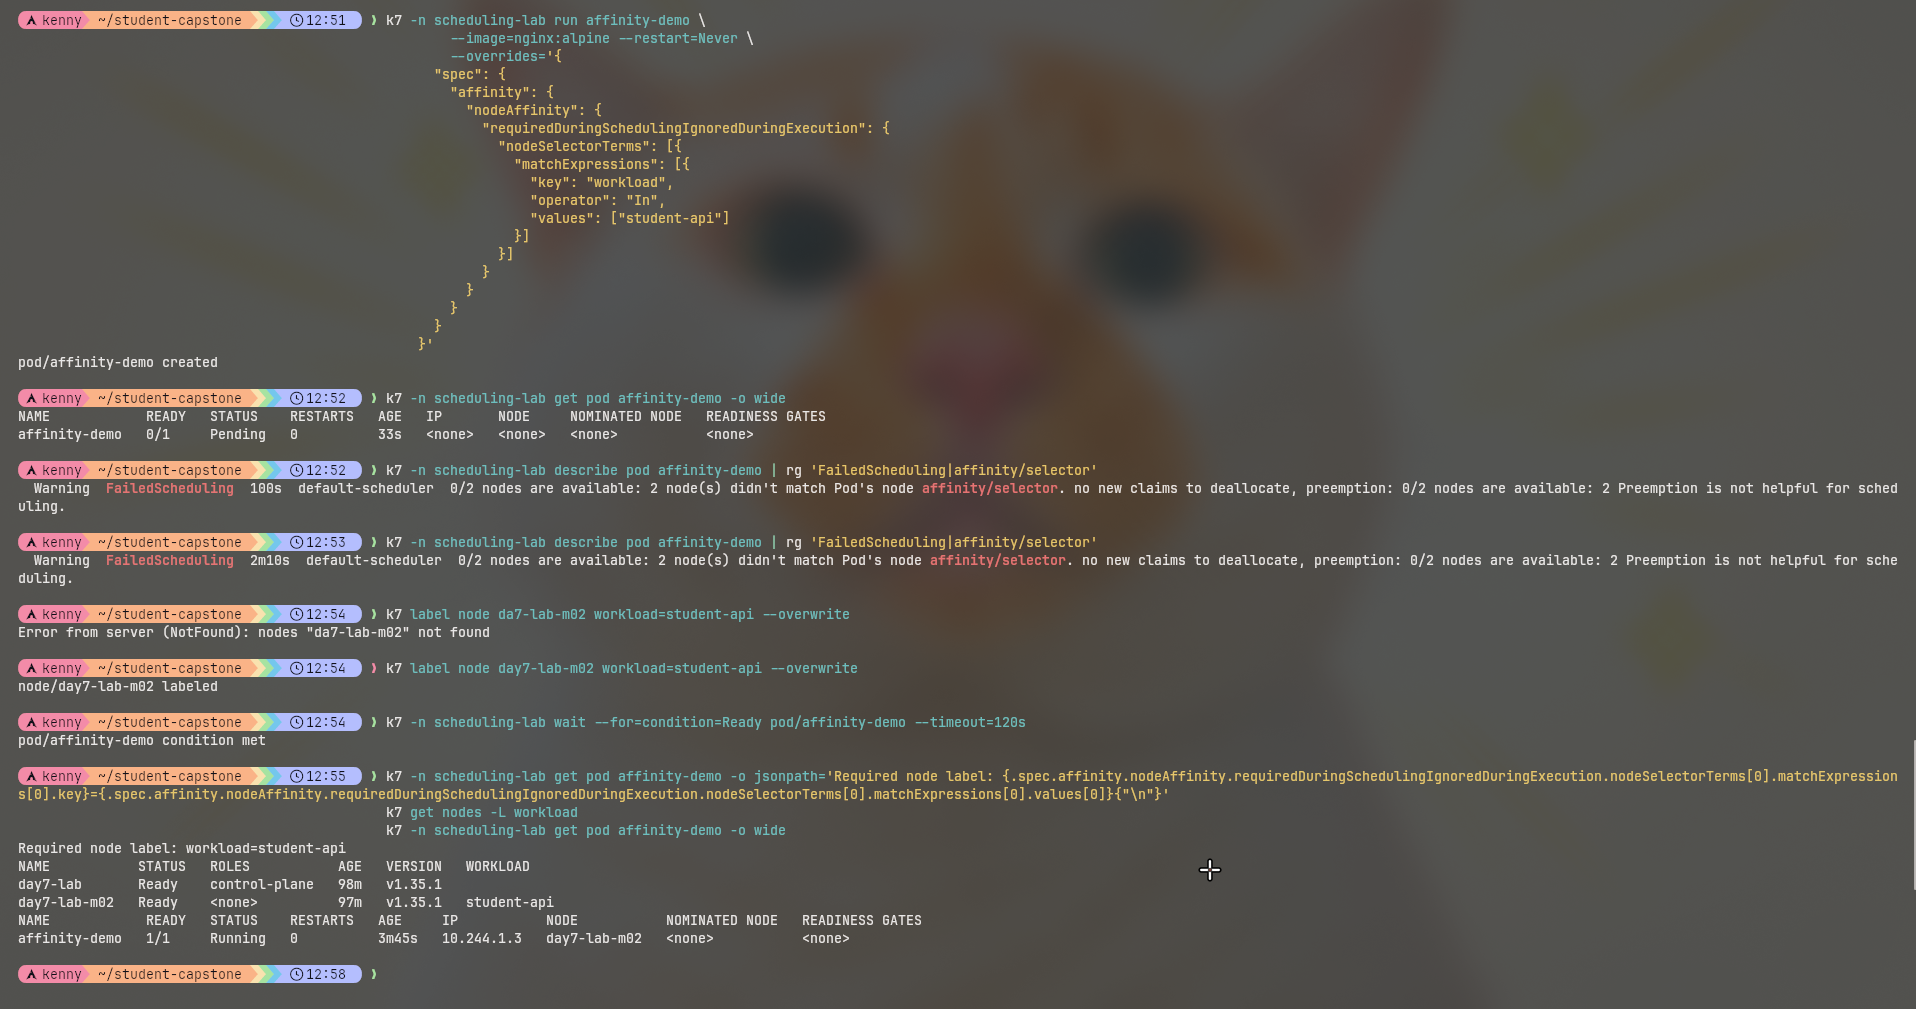 kenny ~/student-capstone 12:51 ❱ k7 -n scheduling-lab run affinity-demo \
--image=nginx:alpine --restart=Never \
--overrides='{
"spec": {
"affinity": {
"nodeAffinity": {
"requiredDuringSchedulingIgnoredDuringExecution": {
"nodeSelectorTerms": [{
"matchExpressions": [{
"key": "workload",
"operator": "In",
"values": ["student-api"]
}]
}]
}
}
}
}
}'
pod/affinity-demo created
kenny ~/student-capstone 12:52 ❱ k7 -n scheduling-lab get pod affinity-demo -o wide
NAME READY STATUS RESTARTS AGE IP NODE NOMINATED NODE READINESS GATES
affinity-demo 0/1 Pending 0 33s <none> <none> <none> <none>
kenny ~/student-capstone 12:52 ❱ k7 -n scheduling-lab describe pod affinity-demo | rg 'FailedScheduling|affinity/selector'
Warning FailedScheduling 100s default-scheduler 0/2 nodes are available: 2 node(s) didn't match Pod's node affinity/selector. no new claims to deallocate, preemption: 0/2 nodes are available: 2 Preemption is not helpful for sched
uling.
kenny ~/student-capstone 12:53 ❱ k7 -n scheduling-lab describe pod affinity-demo | rg 'FailedScheduling|affinity/selector'
Warning FailedScheduling 2m10s default-scheduler 0/2 nodes are available: 2 node(s) didn't match Pod's node affinity/selector. no new claims to deallocate, preemption: 0/2 nodes are available: 2 Preemption is not helpful for sche
duling.
kenny ~/student-capstone 12:54 ❱ k7 label node da7-lab-m02 workload=student-api --overwrite
Error from server (NotFound): nodes "da7-lab-m02" not found
kenny ~/student-capstone 12:54 ❱ k7 label node day7-lab-m02 workload=student-api --overwrite
node/day7-lab-m02 labeled
kenny ~/student-capstone 12:54 ❱ k7 -n scheduling-lab wait --for=condition=Ready pod/affinity-demo --timeout=120s
pod/affinity-demo condition met
kenny ~/student-capstone 12:55 ❱ k7 -n scheduling-lab get pod affinity-demo -o jsonpath='Required node label: {.spec.affinity.nodeAffinity.requiredDuringSchedulingIgnoredDuringExecution.nodeSelectorTerms[0].matchExpression
s[0].key}={.spec.affinity.nodeAffinity.requiredDuringSchedulingIgnoredDuringExecution.nodeSelectorTerms[0].matchExpressions[0].values[0]}{"\n"}'
k7 get nodes -L workload
k7 -n scheduling-lab get pod affinity-demo -o wide
Required node label: workload=student-api
NAME STATUS ROLES AGE VERSION WORKLOAD
day7-lab Ready control-plane 98m v1.35.1
day7-lab-m02 Ready <none> 97m v1.35.1 student-api
NAME READY STATUS RESTARTS AGE IP NODE NOMINATED NODE READINESS GATES
affinity-demo 1/1 Running 0 3m45s 10.244.1.3 day7-lab-m02 <none> <none>
kenny ~/student-capstone 12:58 ❱